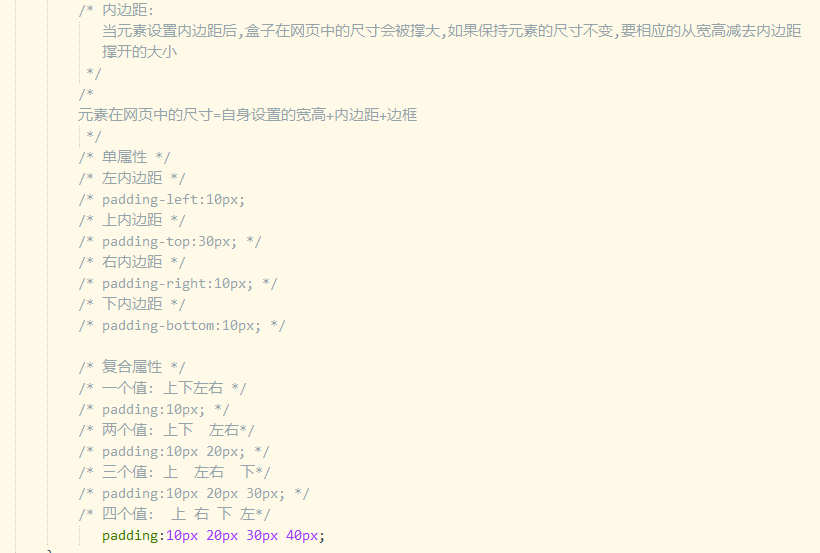 /* 内边距:
当元素设置内边距后,盒子在网页中的尺寸会被撑大,如果保持元素的尺寸不变,要相应的从宽高减去内边距
撑开的大小
*/
/*
元素在网页中的尺寸=自身设置的宽高+内边距+边框
*/
/* 单属性 */
/* 左内边距 */
/* padding-left:10px;
/* 上内边距 */
/* padding-top:30px; */
/* 右内边距 */
/* padding-right:10px; */
/* 下内边距 */
/* padding-bottom:10px; */
/* 复合属性 */
/* 一个值: 上下左右 */
/* padding:10px; */
/* 两个值: 上下  左右*/
/* padding:10px 20px; */
/* 三个值: 上  左右  下*/
/* padding:10px 20px 30px; */
/* 四个值:  上 右 下 左*/
padding:10px 20px 30px 40px;